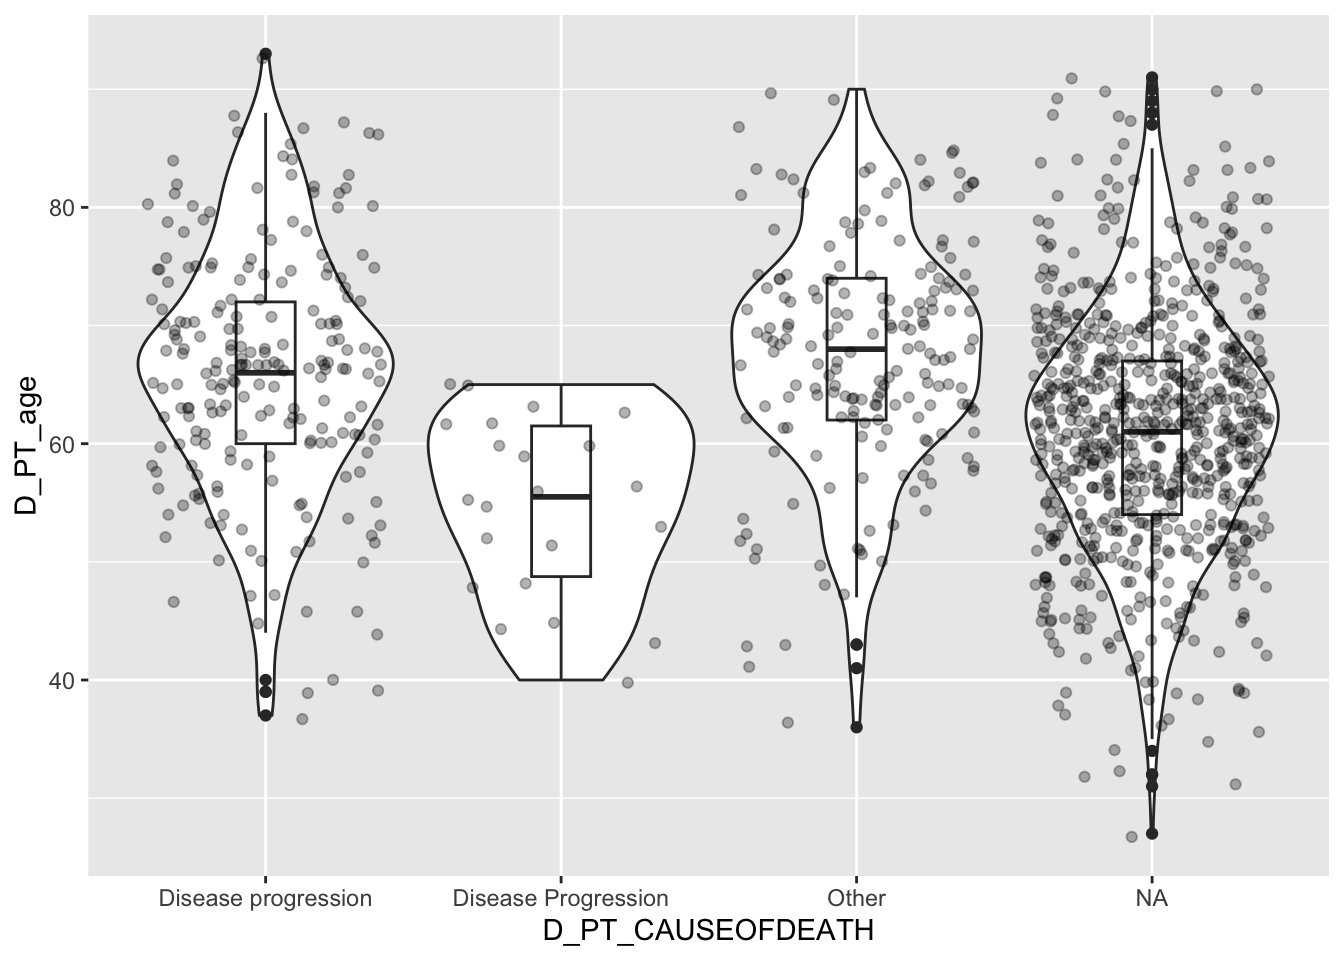 D_PT_age
80
60
40
Disease progression
Disease Progression
Other
NA
D_PT_CAUSEOFDEATH